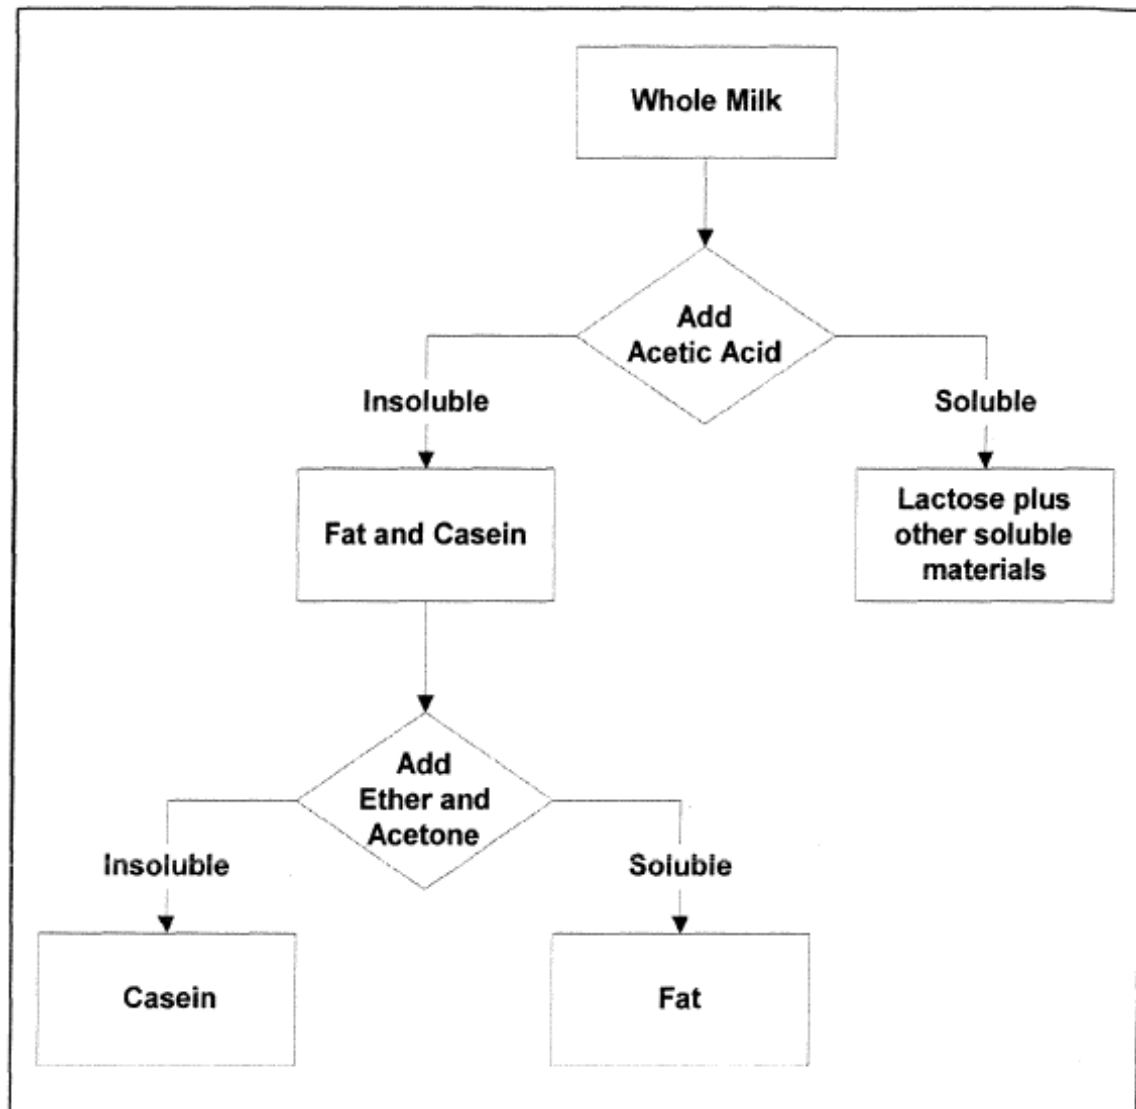 Whole Milk
Add
Acetic Acid
Insoluble
Soluble
Fat and Casein
Lactose plus
other soluble
materials
Add
Ether and
Acetone
Insoluble
Soluble
Casein
Fat